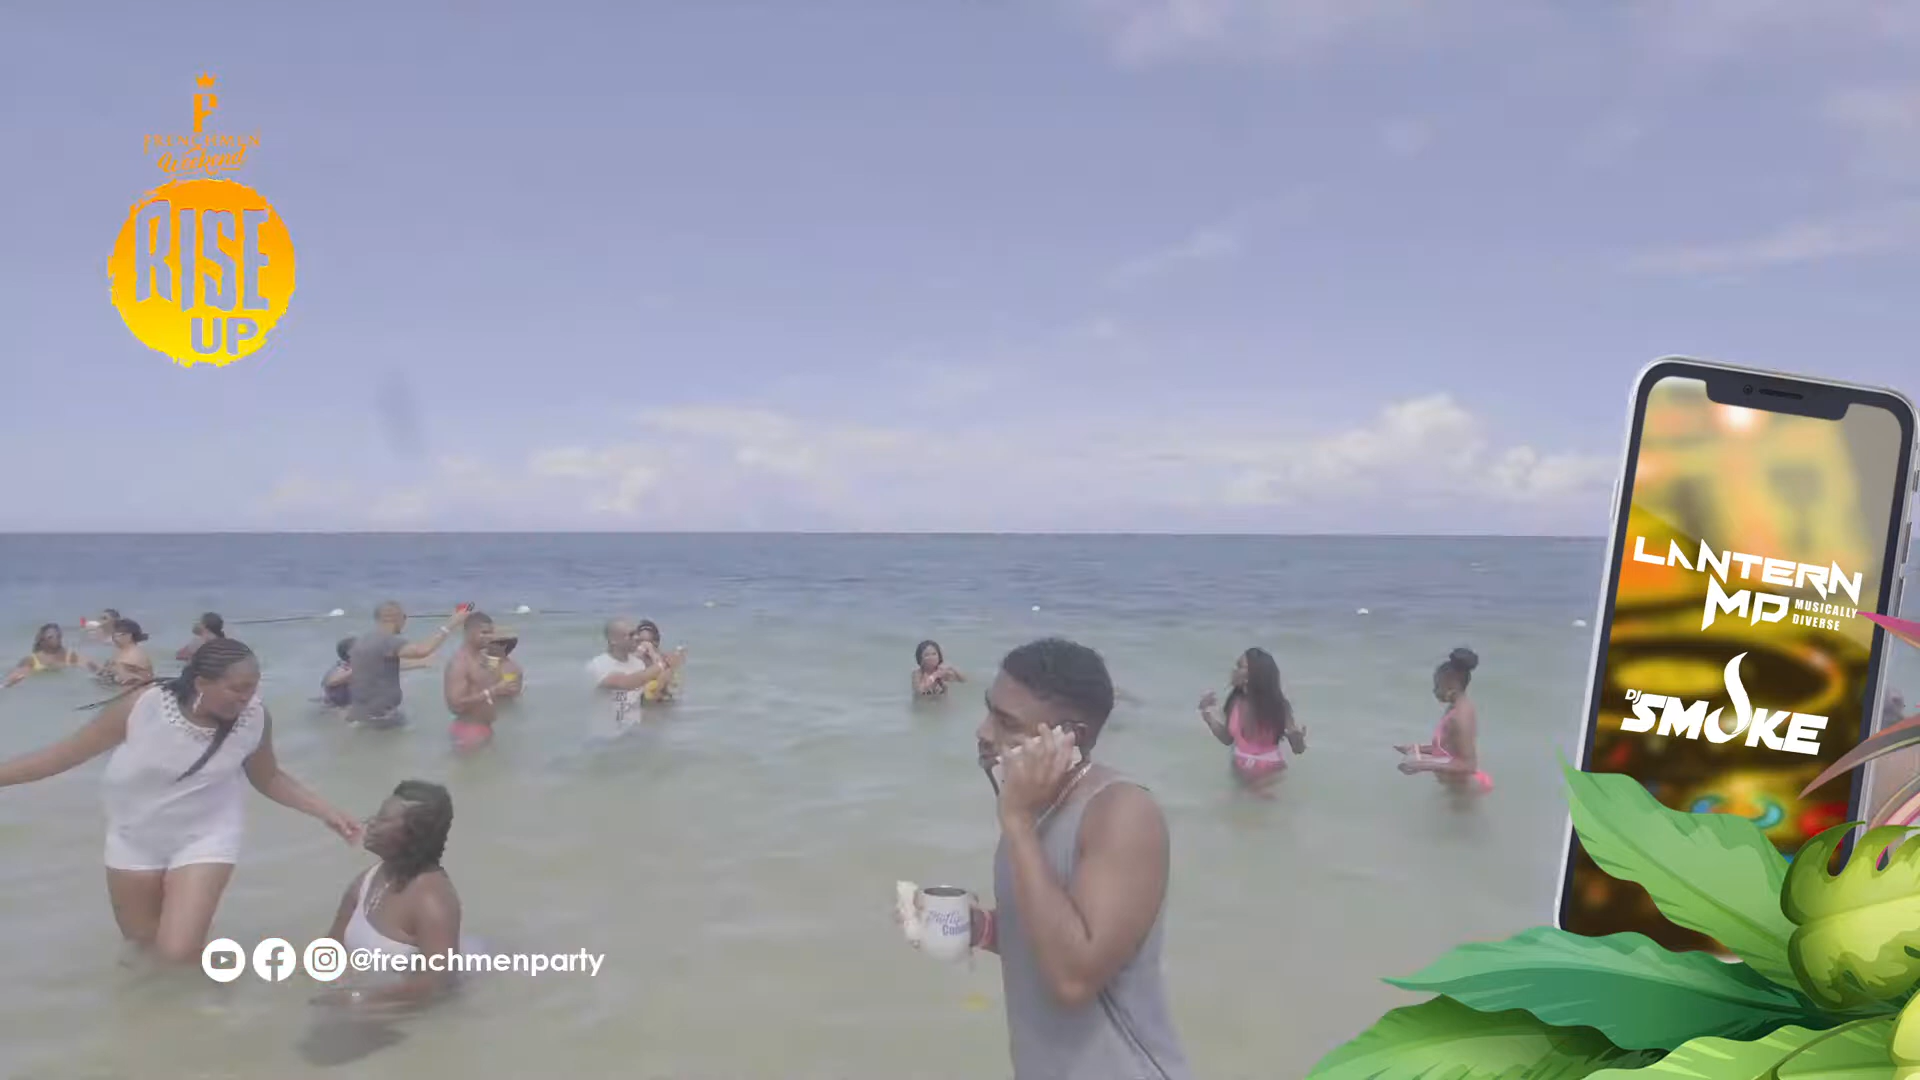 P
FRENCHMEN
Weekend
RISE
UP
LANTERN
MD MUSICALLY
DIVERSE
DJ
SMOKE
@frenchmenparty